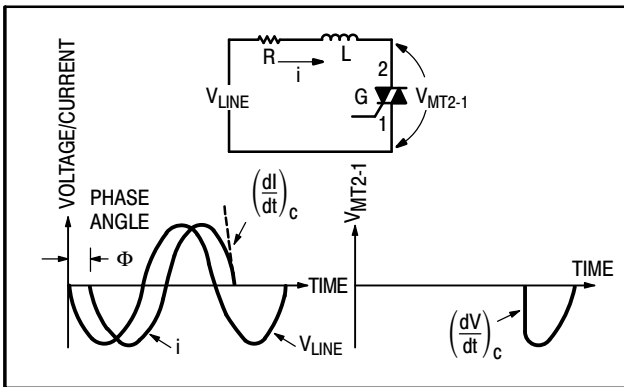 R
i
L
2
V_LINE
G
1
V_MT2-1
VOLTAGE/CURRENT
PHASE
ANGLE
Φ
(dI/dt)_c
TIME
i
V_LINE
V_MT2-1
TIME
(dV/dt)_c